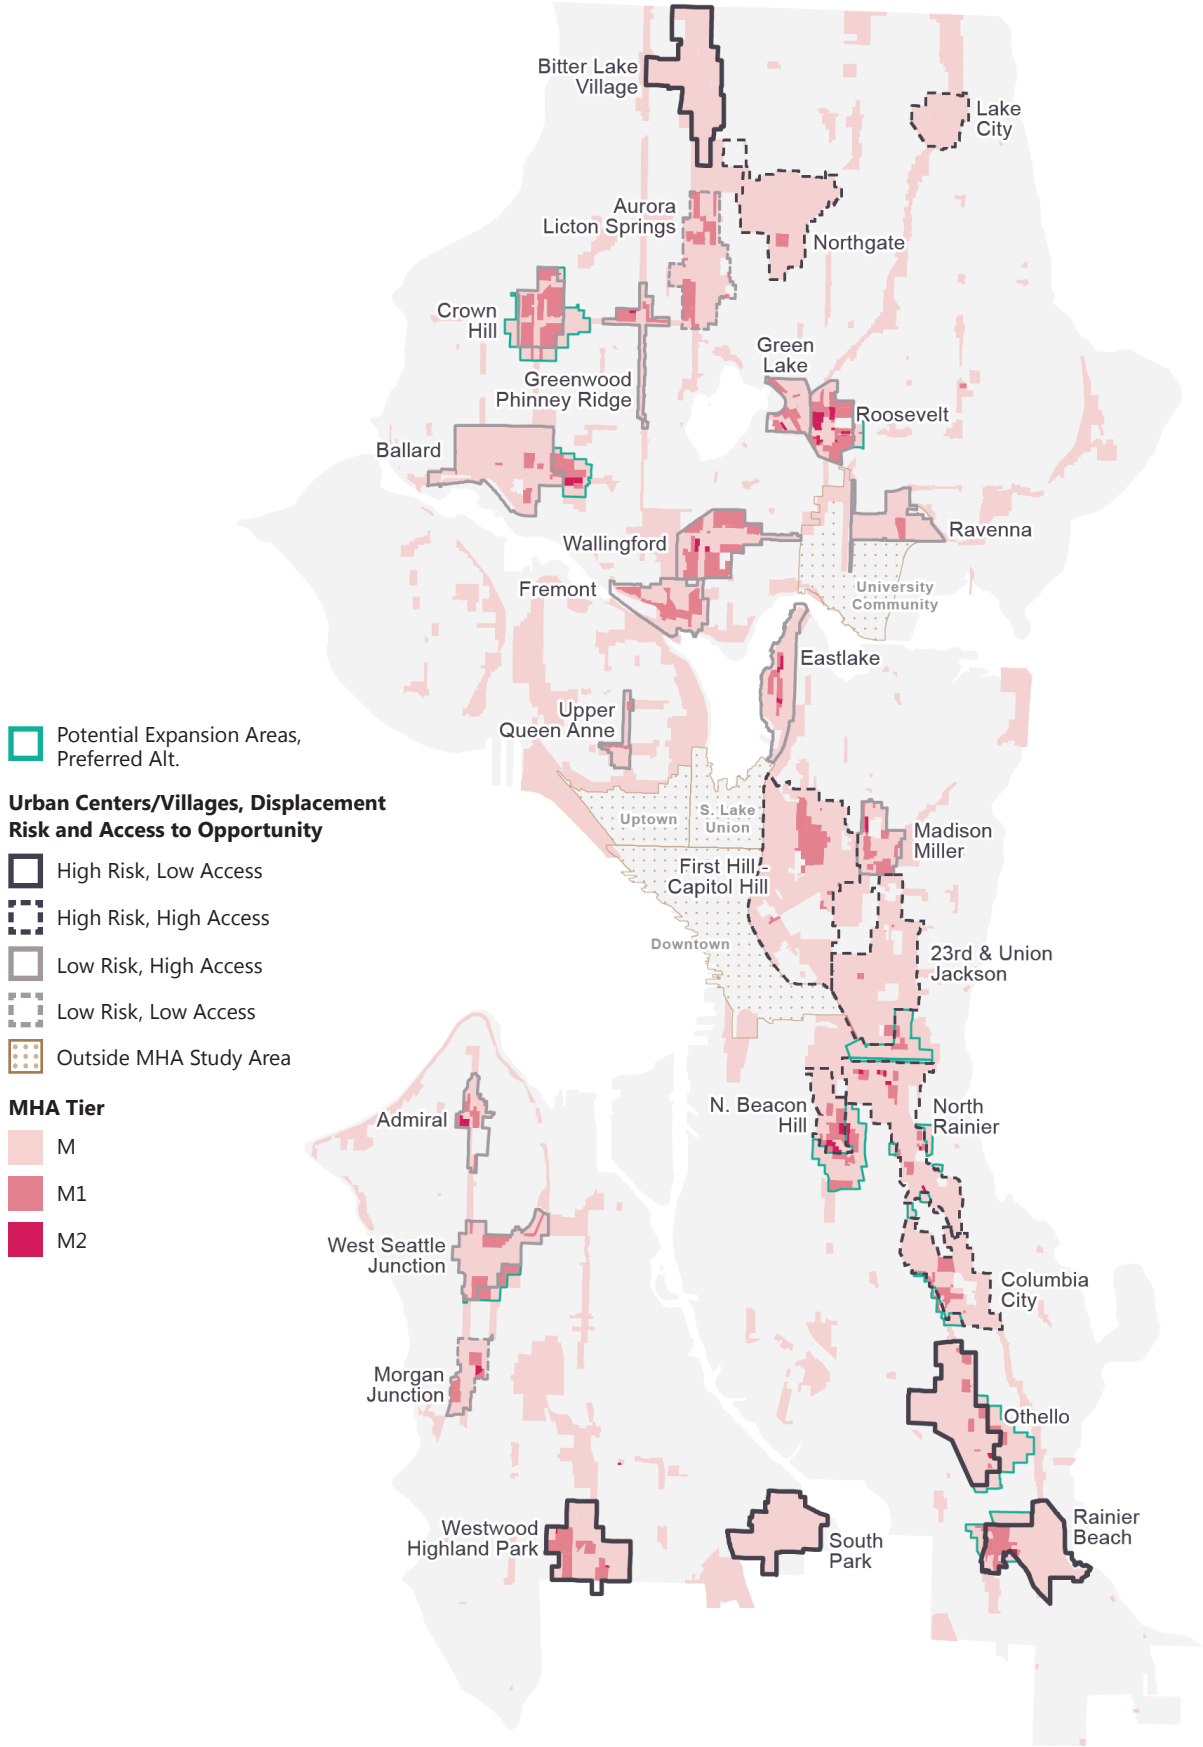 Bitter Lake
Village
Lake
City
Aurora
Licton Springs
Northgate
Crown
Hill
Green
Lake
Greenwood
Phinney Ridge
Roosevelt
Ballard
Wallingford
Ravenna
Fremont
University
Community
Eastlake
Upper
Queen Anne
Potential Expansion Areas,
Preferred Alt.
Urban Centers/Villages, Displacement
Risk and Access to Opportunity
High Risk, Low Access
High Risk, High Access
Low Risk, High Access
Low Risk, Low Access
Outside MHA Study Area
MHA Tier
M
M1
M2
Uptown
S. Lake
Union
Madison
Miller
First Hill -
Capitol Hill
Downtown
23rd & Union
Jackson
Admiral
N. Beacon
Hill
North
Rainier
West Seattle
Junction
Columbia
City
Morgan
Junction
Othello
Westwood
Highland Park
South
Park
Rainier
Beach